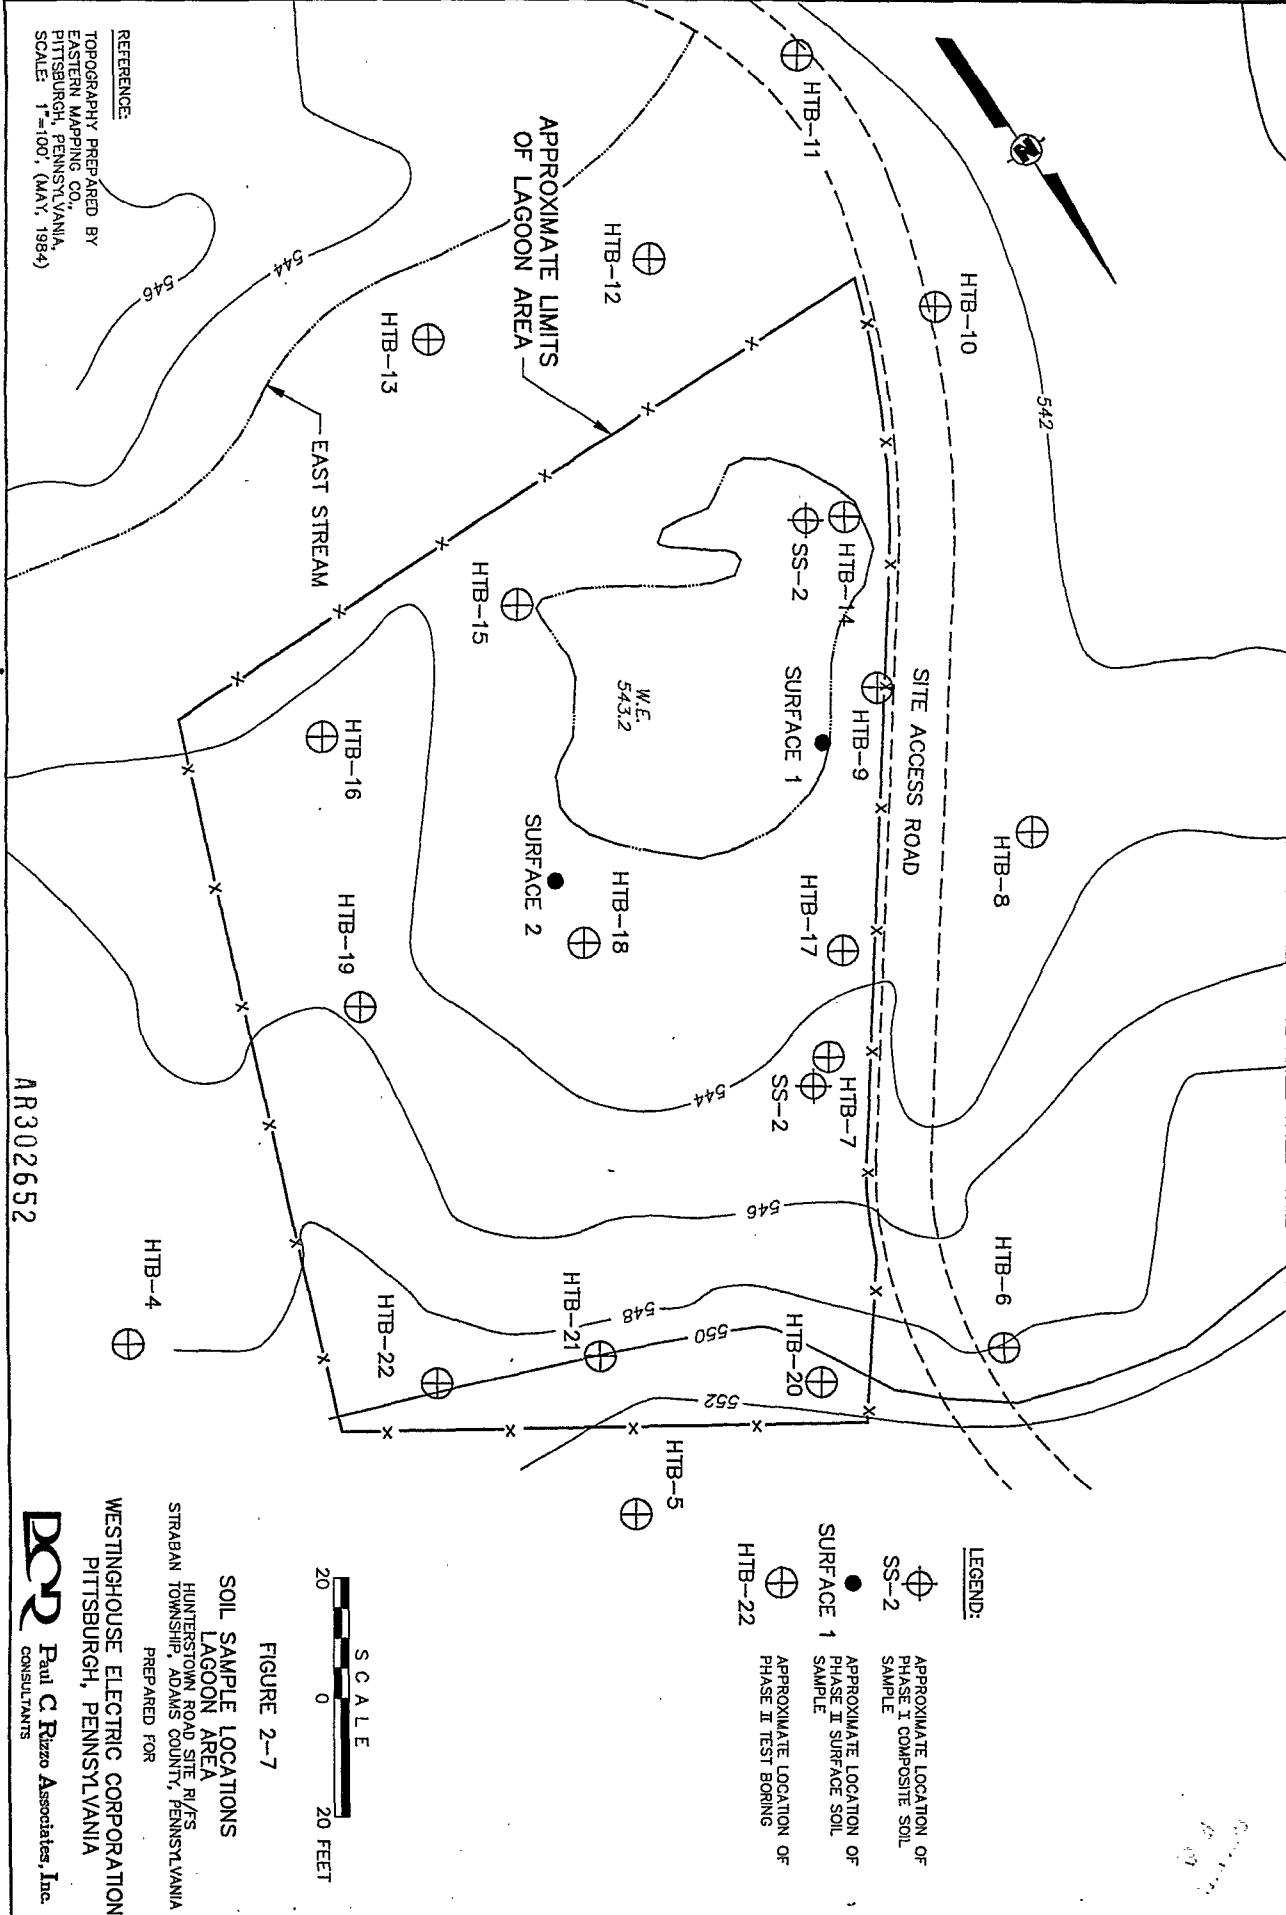 REFERENCE:
TOPOGRAPHY PREPARED BY
EASTERN MAPPING CO.,
PITTSBURGH, PENNSYLVANIA,
SCALE: 1"=100', (MAY, 1984)
N
HTB-11
HTB-10
HTB-12
HTB-13
APPROXIMATE LIMITS
OF LAGOON AREA
EAST STREAM
546
544
542
HTB-14
SS-2
HTB-15
SURFACE 1
HTB-9
SITE ACCESS ROAD
W.E.
543.2
HTB-16
HTB-8
SURFACE 2
HTB-18
HTB-17
HTB-19
HTB-7
SS-2
544
546
HTB-6
HTB-4
HTB-22
HTB-21
548
550
HTB-20
552
HTB-5
LEGEND:
SS-2
APPROXIMATE LOCATION OF
PHASE I COMPOSITE SOIL
SAMPLE
SURFACE 1
APPROXIMATE LOCATION OF
PHASE II SURFACE SOIL
SAMPLE
HTB-22
APPROXIMATE LOCATION OF
PHASE II TEST BORING
SCALE
20 0 20 FEET
FIGURE 2-7
SOIL SAMPLE LOCATIONS
LAGOON AREA
HUNTERSTOWN ROAD SITE RI/FS
STRABAN TOWNSHIP, ADAMS COUNTY, PENNSYLVANIA
PREPARED FOR
WESTINGHOUSE ELECTRIC CORPORATION
PITTSBURGH, PENNSYLVANIA
Paul C. Rizzo Associates, Inc.
CONSULTANTS
AR302652